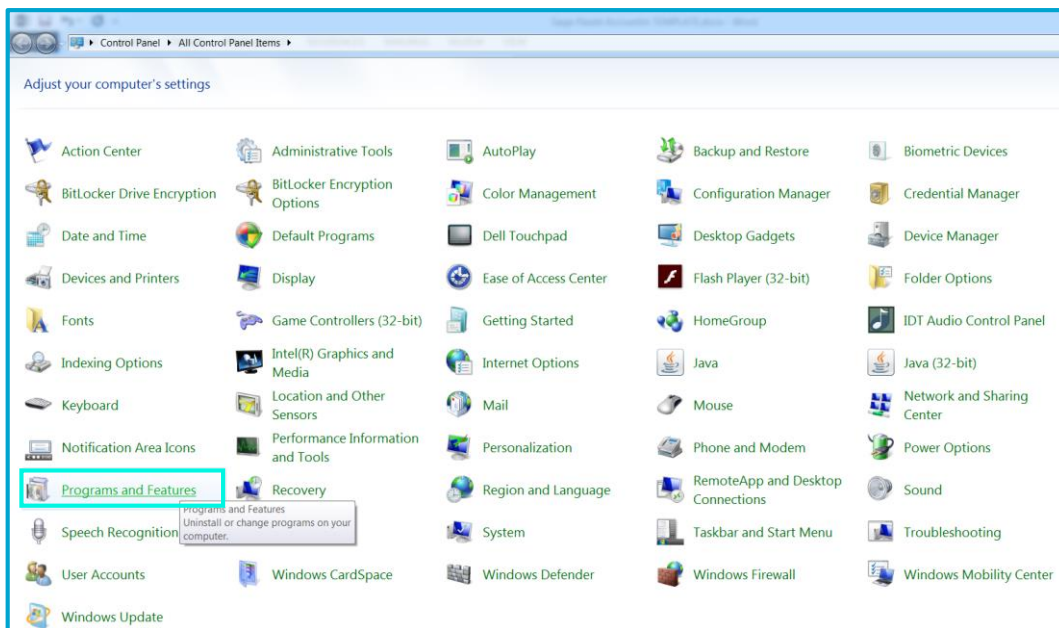 Control Panel ▸ All Control Panel Items ▸
Adjust your computer's settings
Action Center
Administrative Tools
AutoPlay
Backup and Restore
Biometric Devices
BitLocker Drive Encryption
BitLocker Encryption
Options
Color Management
Configuration Manager
Credential Manager
Date and Time
Default Programs
Dell Touchpad
Desktop Gadgets
Device Manager
Devices and Printers
Display
Ease of Access Center
Flash Player (32-bit)
Folder Options
Fonts
Game Controllers (32-bit)
Getting Started
HomeGroup
IDT Audio Control Panel
Indexing Options
Intel(R) Graphics and
Media
Internet Options
Java
Java (32-bit)
Keyboard
Location and Other
Sensors
Mail
Mouse
Network and Sharing
Center
Notification Area Icons
Performance Information
and Tools
Personalization
Phone and Modem
Power Options
Programs and Features
Recovery
Region and Language
RemoteApp and Desktop
Connections
Sound
Programs and Features
Uninstall or change programs on your
computer.
Speech Recognition
System
Taskbar and Start Menu
Troubleshooting
User Accounts
Windows CardSpace
Windows Defender
Windows Firewall
Windows Mobility Center
Windows Update